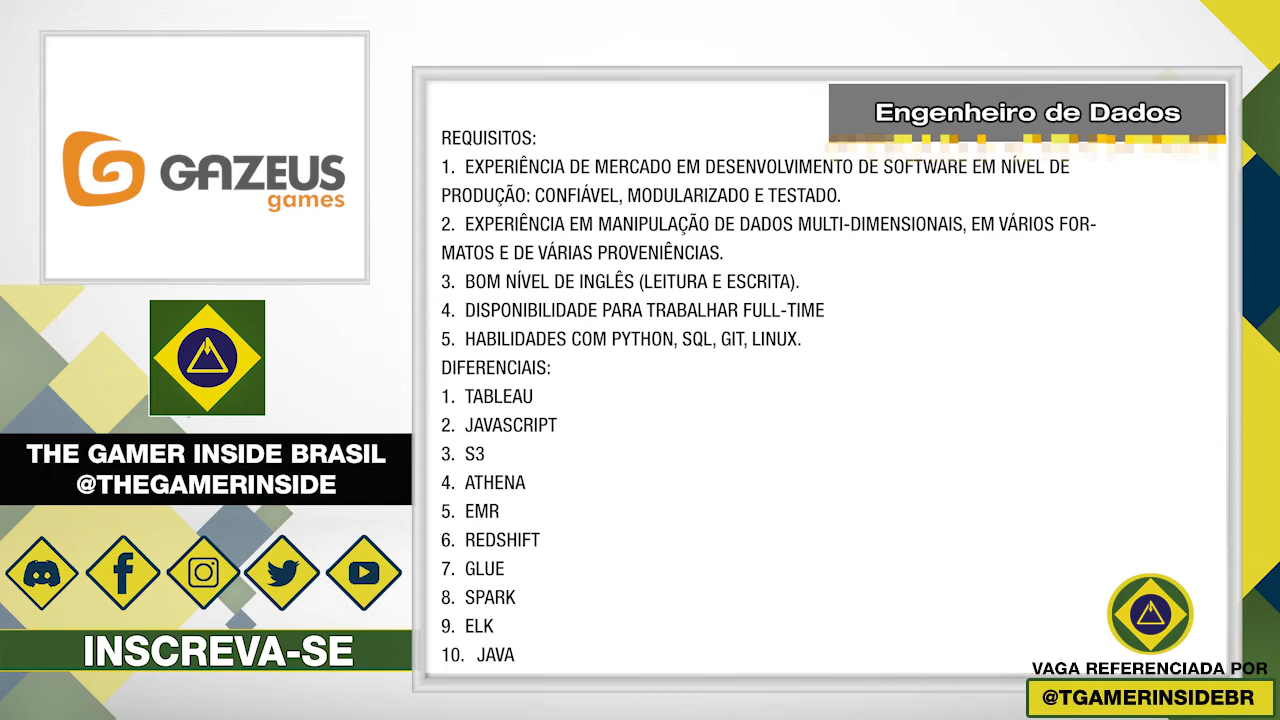 GAZEUS
games
THE GAMER INSIDE BRASIL
@THEGAMERINSIDE
INSCREVA-SE
Engenheiro de Dados
REQUISITOS:
1. EXPERIÊNCIA DE MERCADO EM DESENVOLVIMENTO DE SOFTWARE EM NÍVEL DE
PRODUÇÃO: CONFIÁVEL, MODULARIZADO E TESTADO.
2. EXPERIÊNCIA EM MANIPULAÇÃO DE DADOS MULTI-DIMENSIONAIS, EM VÁRIOS FOR-
MATOS E DE VÁRIAS PROVENIÊNCIAS.
3. BOM NÍVEL DE INGLÊS (LEITURA E ESCRITA).
4. DISPONIBILIDADE PARA TRABALHAR FULL-TIME
5. HABILIDADES COM PYTHON, SQL, GIT, LINUX.
DIFERENCIAIS:
1. TABLEAU
2. JAVASCRIPT
3. S3
4. ATHENA
5. EMR
6. REDSHIFT
7. GLUE
8. SPARK
9. ELK
10. JAVA
VAGA REFERENCIADA POR
@TGAMERINSIDEBR